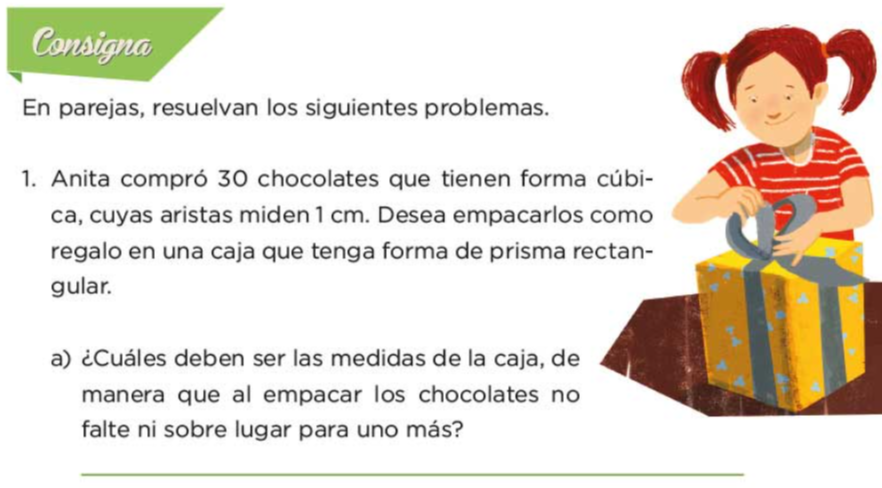 Consigna
En parejas, resuelvan los siguientes problemas.
1. Anita compró 30 chocolates que tienen forma cúbi-
ca, cuyas aristas miden 1 cm. Desea empacarlos como
regalo en una caja que tenga forma de prisma rectan-
gular.
a) ¿Cuáles deben ser las medidas de la caja, de
manera que al empacar los chocolates no
falte ni sobre lugar para uno más?